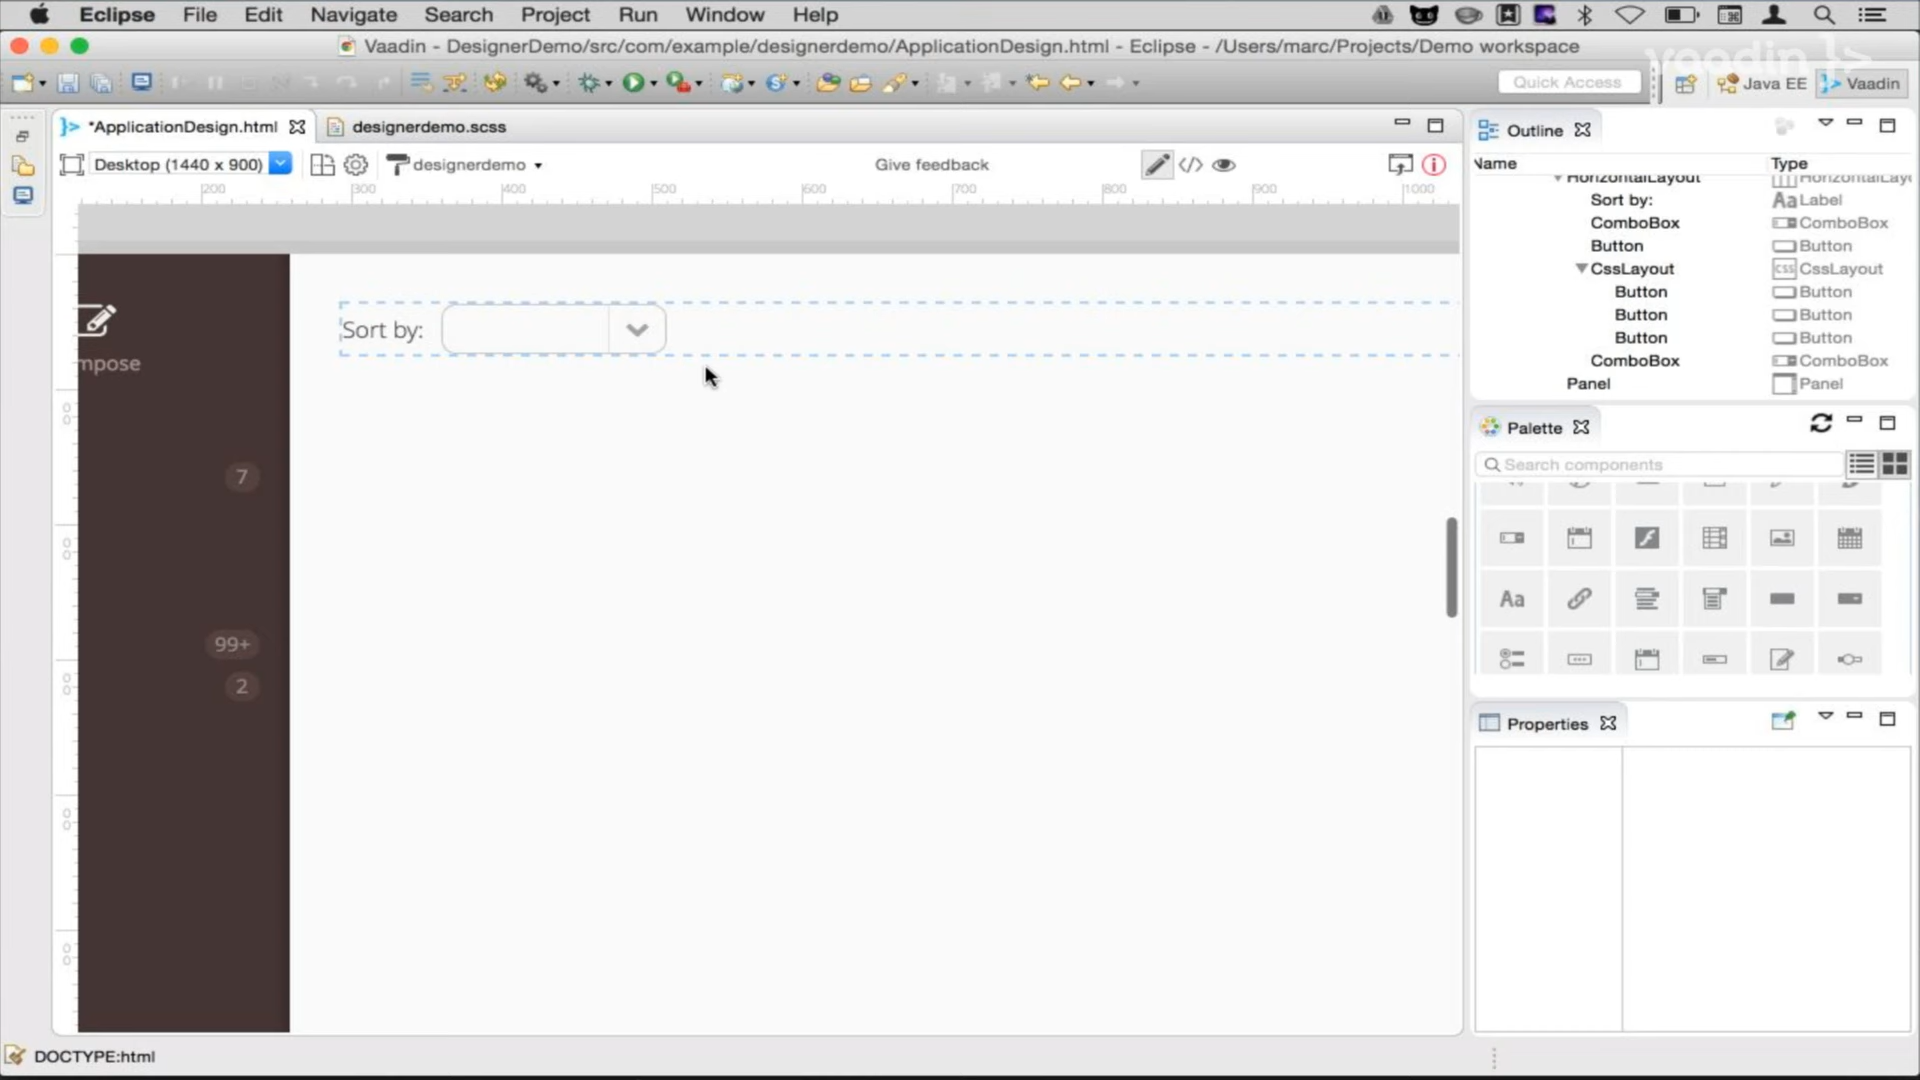 Eclipse File Edit Navigate Search Project Run Window Help
Vaadin - DesignerDemo/src/com/example/designerdemo/ApplicationDesign.html - Eclipse - /Users/marc/Projects/Demo workspace
vaadin }>
Quick Access
Java EE
Vaadin
*ApplicationDesign.html
designerdemo.scss
Desktop (1440 x 900)
designerdemo
Give feedback
200 300 400 500 600 700 800 900 1000
Sort by:
mpose
7
99+
2
Outline
Name Type
HorizontalLayout HorizontalLay
Sort by: Label
ComboBox ComboBox
Button Button
CssLayout CssLayout
Button Button
Button Button
Button Button
ComboBox ComboBox
Panel Panel
Palette
Search components
Aa
Properties
DOCTYPE:html